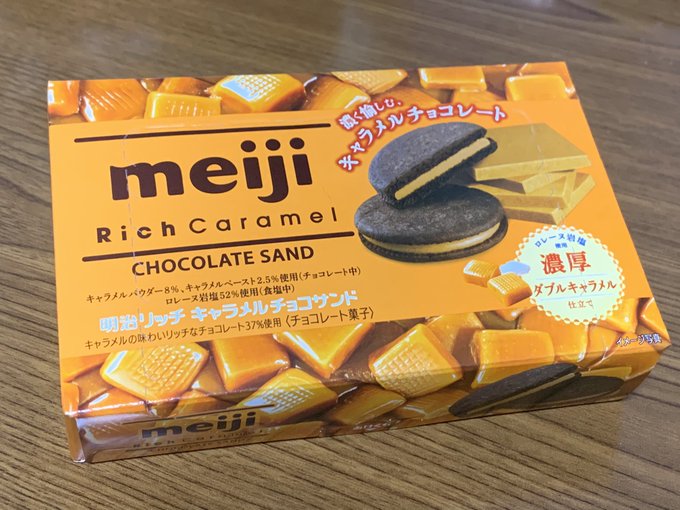 濃く愉しむ、
キャラメルチョコレート
meiji
Rich Caramel
CHOCOLATE SAND
キャラメルパウダー8%、キャラメルペースト2.5%使用(チョコレート中)
ロレーヌ岩塩52%使用(食塩中)
明治リッチ キャラメルチョコサンド
キャラメルの味わいリッチなチョコレート37%使用 〈チョコレート菓子〉
ロレーヌ岩塩
使用
濃厚
ダブルキャラメル
仕立て
イメージ写真
meiji
Rich Caramel